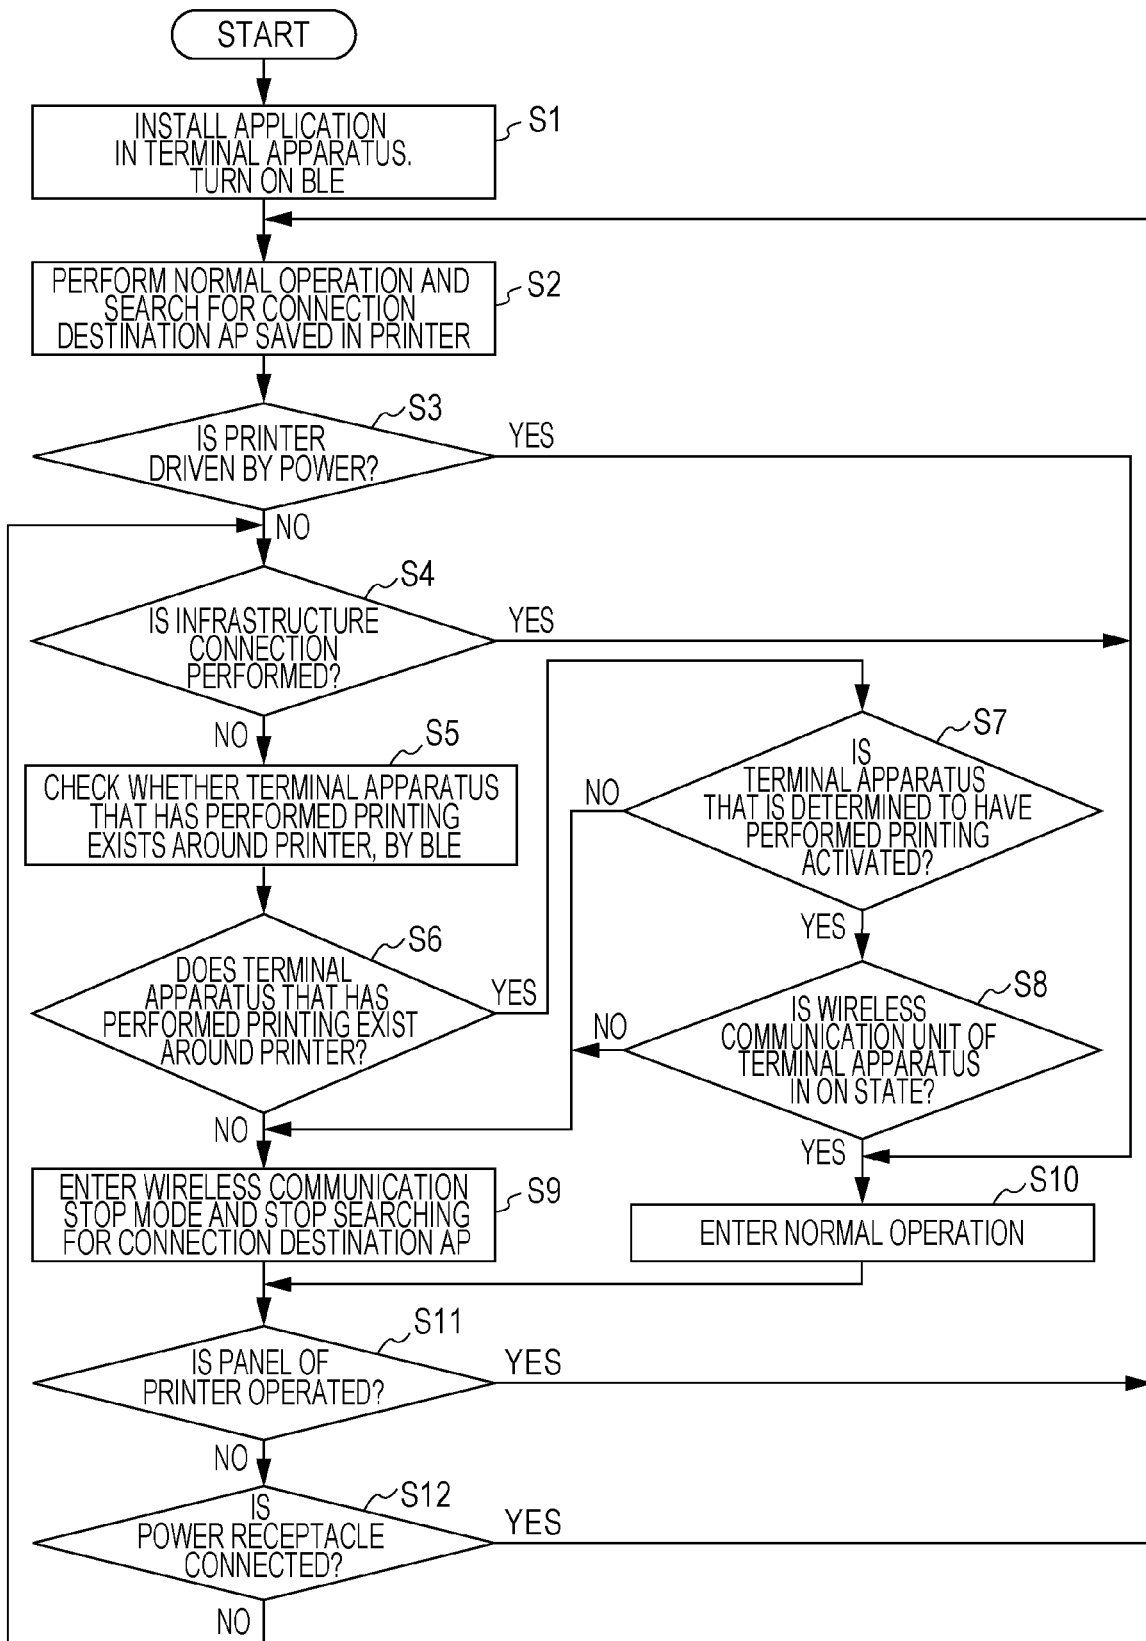 START
S1
INSTALL APPLICATION
IN TERMINAL APPARATUS.
TURN ON BLE
S2
PERFORM NORMAL OPERATION AND
SEARCH FOR CONNECTION
DESTINATION AP SAVED IN PRINTER
S3
IS PRINTER
DRIVEN BY POWER?
YES
NO
S4
IS INFRASTRUCTURE
CONNECTION
PERFORMED?
YES
NO
S5
CHECK WHETHER TERMINAL APPARATUS
THAT HAS PERFORMED PRINTING
EXISTS AROUND PRINTER, BY BLE
S6
DOES TERMINAL
APPARATUS THAT HAS
PERFORMED PRINTING EXIST
AROUND PRINTER?
YES
NO
S7
IS
TERMINAL APPARATUS
THAT IS DETERMINED TO HAVE
PERFORMED PRINTING
ACTIVATED?
NO
YES
S8
IS WIRELESS
COMMUNICATION UNIT OF
TERMINAL APPARATUS
IN ON STATE?
NO
YES
S9
ENTER WIRELESS COMMUNICATION
STOP MODE AND STOP SEARCHING
FOR CONNECTION DESTINATION AP
S10
ENTER NORMAL OPERATION
S11
IS PANEL OF
PRINTER OPERATED?
YES
NO
S12
IS
POWER RECEPTACLE
CONNECTED?
YES
NO